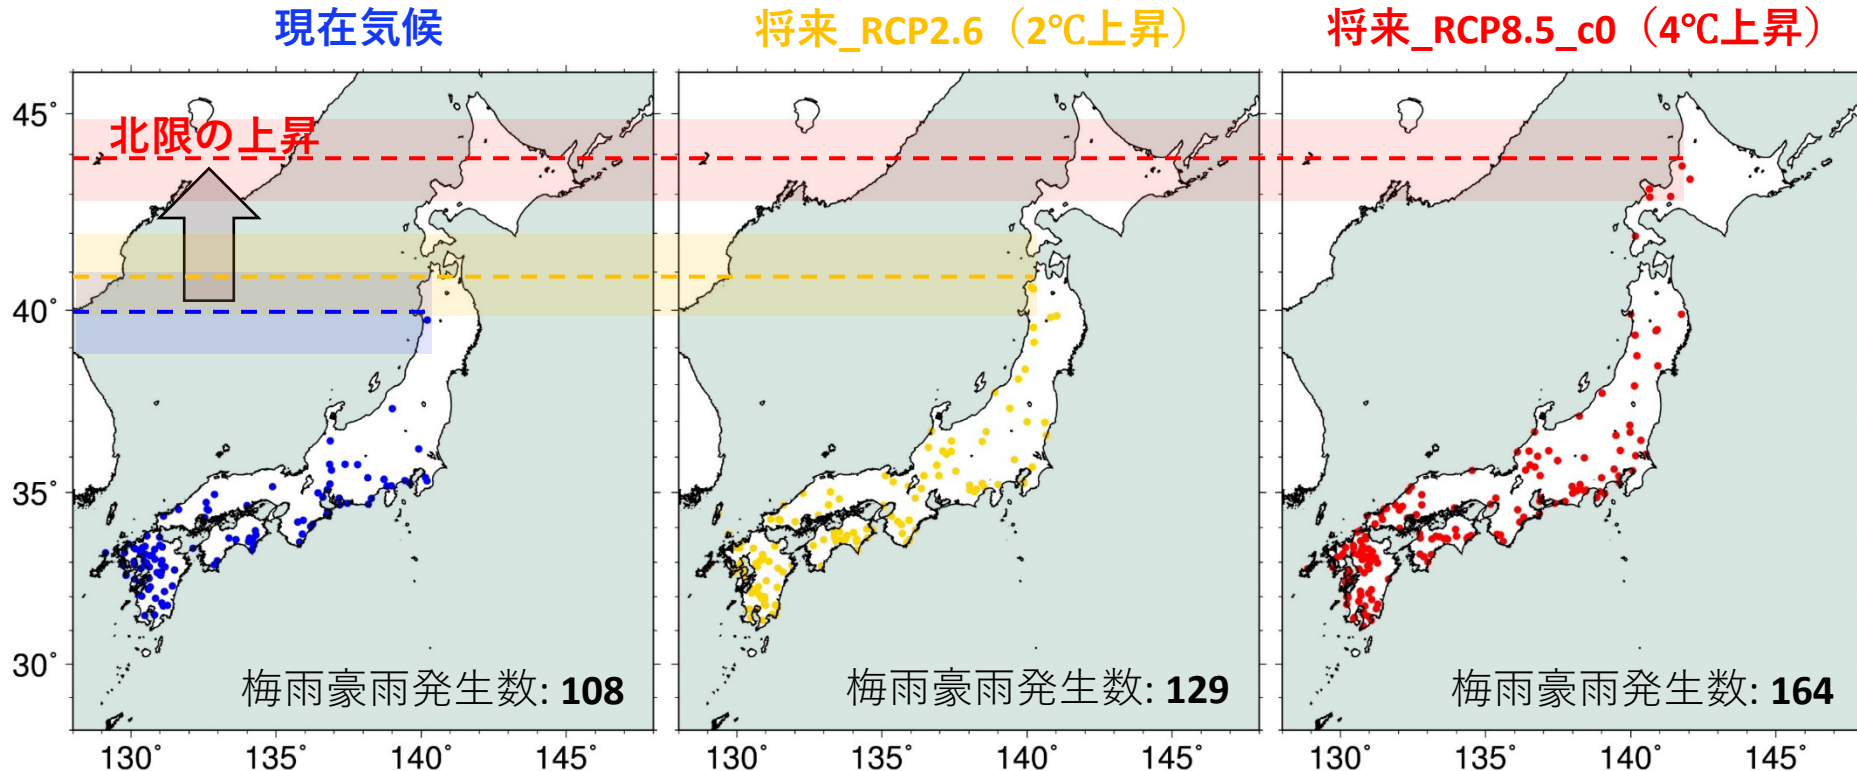 現在気候
将来_RCP2.6（2℃上昇）
将来_RCP8.5_c0（4℃上昇）
45°
北限の上昇
40°
35°
30°
梅雨豪雨発生数: 108
梅雨豪雨発生数: 129
梅雨豪雨発生数: 164
130° 135° 140° 145°
130° 135° 140° 145°
130° 135° 140° 145°